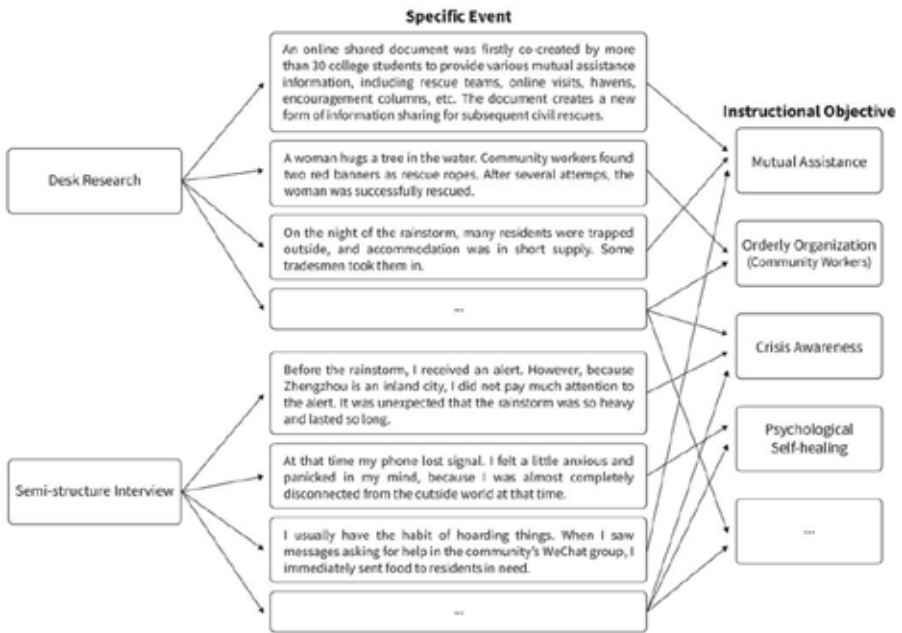 Specific Event
An online shared document was firstly co-created by more
than 30 college students to provide various mutual assistance
information, including rescue teams, online visits, havens,
encouragement columns, etc. The document creates a new
form of information sharing for subsequent civil rescues.
Instructional Objective
Desk Research
A woman hugs a tree in the water. Community workers found
two red banners as rescue ropes. After several attemps, the
woman was successfully rescued.
Mutual Assistance
On the night of the rainstorm, many residents were trapped
outside, and accommodation was in short supply. Some
tradesmen took them in.
Orderly Organization
(Community Workers)
...
Crisis Awareness
Before the rainstorm, I received an alert. However, because
Zhengzhou is an inland city, I did not pay much attention to
the alert. It was unexpected that the rainstorm was so heavy
and lasted so long.
Psychological
Self-healing
Semi-structure Interview
At that time my phone lost signal. I felt a little anxious and
panicked in my mind, because I was almost completely
disconnected from the outside world at that time.
...
I usually have the habit of hoarding things. When I saw
messages asking for help in the community's WeChat group, I
immediately sent food to residents in need.
...